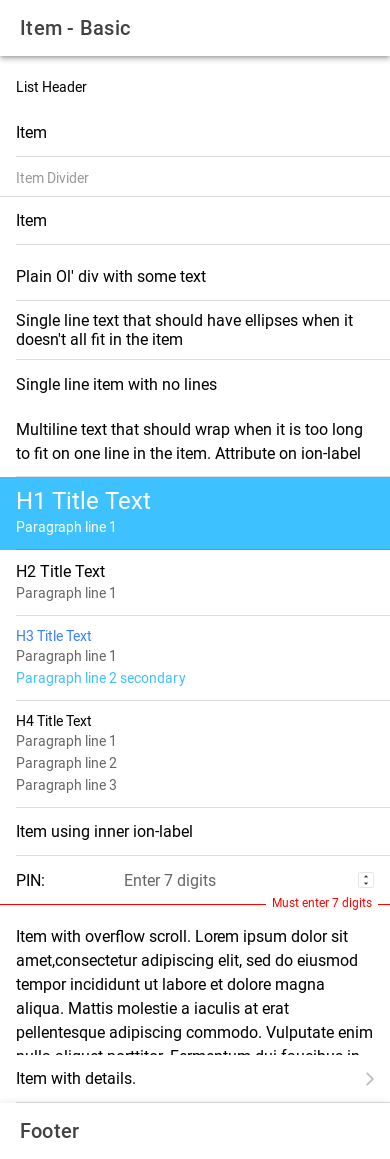 Item - Basic
List Header
Item
Item Divider
Item
Plain Ol' div with some text
Single line text that should have ellipses when it
doesn't all fit in the item
Single line item with no lines
Multiline text that should wrap when it is too long
to fit on one line in the item. Attribute on ion-label
H1 Title Text
Paragraph line 1
H2 Title Text
Paragraph line 1
H3 Title Text
Paragraph line 1
Paragraph line 2 secondary
H4 Title Text
Paragraph line 1
Paragraph line 2
Paragraph line 3
Item using inner ion-label
PIN: Enter 7 digits
Must enter 7 digits
Item with overflow scroll. Lorem ipsum dolor sit
amet,consectetur adipiscing elit, sed do eiusmod
tempor incididunt ut labore et dolore magna
aliqua. Mattis molestie a iaculis at erat
pellentesque adipiscing commodo. Vulputate enim
nulla aliquet porttitor. Fermentum dui faucibus in
Item with details.
Footer